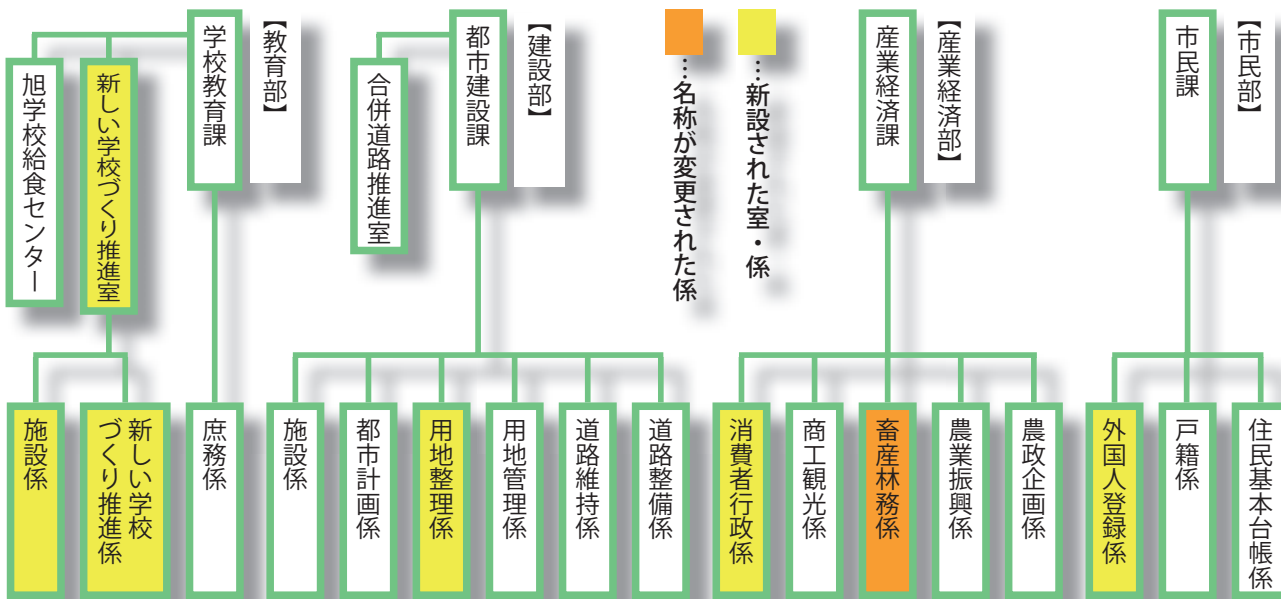 【市民部】
市民課
住民基本台帳係
戸籍係
外国人登録係
【産業経済部】
産業経済課
農政企画係
農業振興係
畜産林務係
商工観光係
消費者行政係
…新設された室・係
…名称が変更された係
【建設部】
都市建設課
合併道路推進室
道路整備係
道路維持係
用地管理係
用地整理係
都市計画係
施設係
【教育部】
学校教育課
新しい学校づくり推進室
旭学校給食センター
庶務係
新しい学校
づくり推進係
施設係